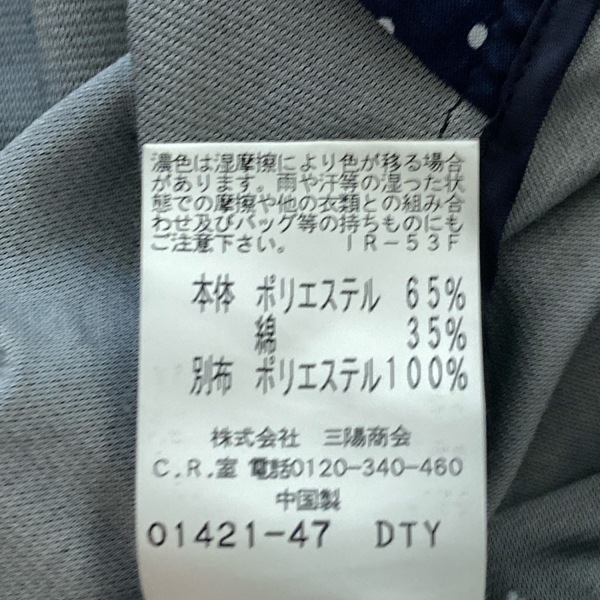 濃色は湿摩擦により色が移る場合
があります。雨や汗等の湿った状
態での摩擦や他の衣類との組み合
わせ及びバッグ等の持ちものにも
ご注意下さい。 IR-53F
本体 ポリエステル 65%
綿 35%
別布 ポリエステル100%
株式会社 三陽商会
C.R.室 電話0120-340-460
中国製
01421-47 DTY